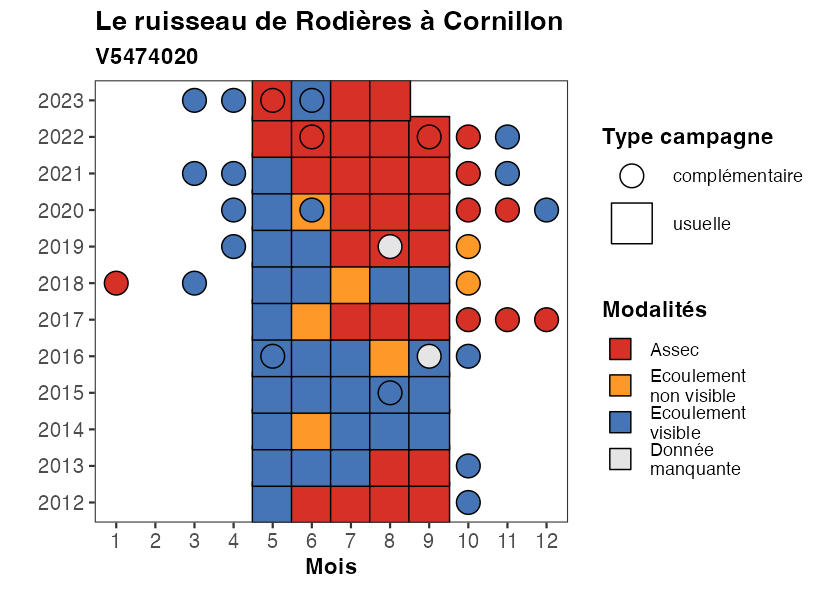 Le ruisseau de Rodières à Cornillon
V5474020
2023
2022
2021
2020
2019
2018
2017
2016
2015
2014
2013
2012
1 2 3 4 5 6 7 8 9 10 11 12
Mois
Type campagne
complémentaire
usuelle
Modalités
Assec
Ecoulement
non visible
Ecoulement
visible
Donnée
manquante